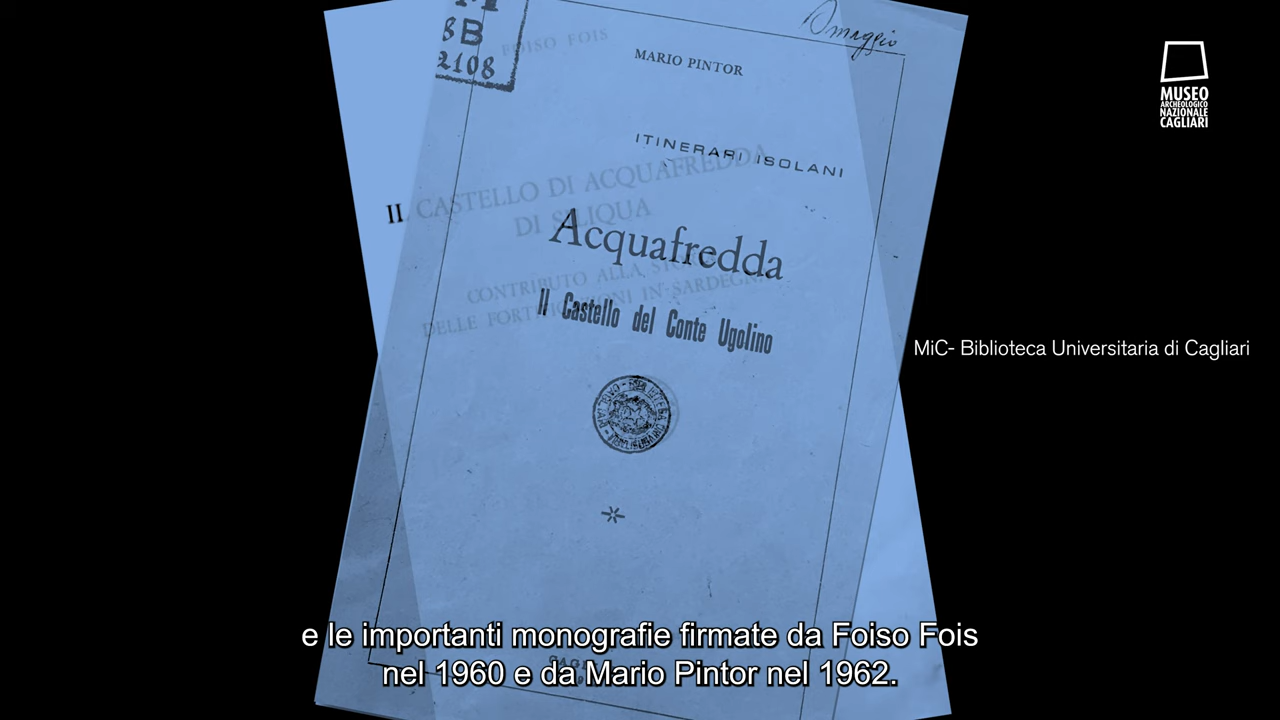 M
8B
2108
Omaggio
FOISO FOIS
MARIO PINTOR
ITINERARI ISOLANI
IL CASTELLO DI ACQUAFREDDA
DI SILIQUA
Acquafredda
CONTRIBUTO ALLA
DELLE FORTIFICAZIONI IN SARDEGNA
Il Castello del Conte Ugolino
MUSEO
ARCHEOLOGICO
NAZIONALE
CAGLIARI
MiC- Biblioteca Universitaria di Cagliari
e le importanti monografie firmate da Foiso Fois
nel 1960 e da Mario Pintor nel 1962.